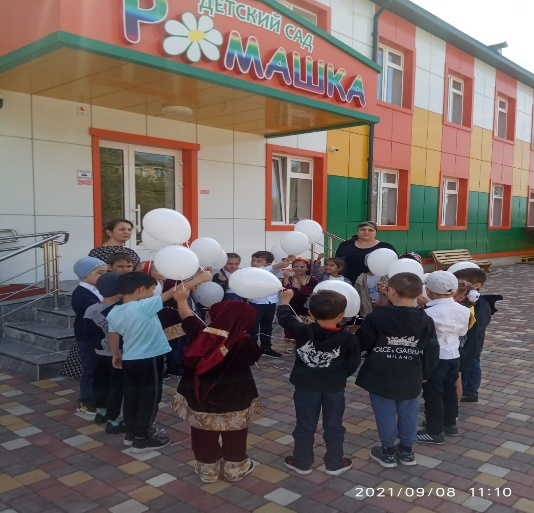 ДЕТСКИЙ САД
РОМАШКА
DOLCE & GABBANA
MILANO
2021/09/08 11:10